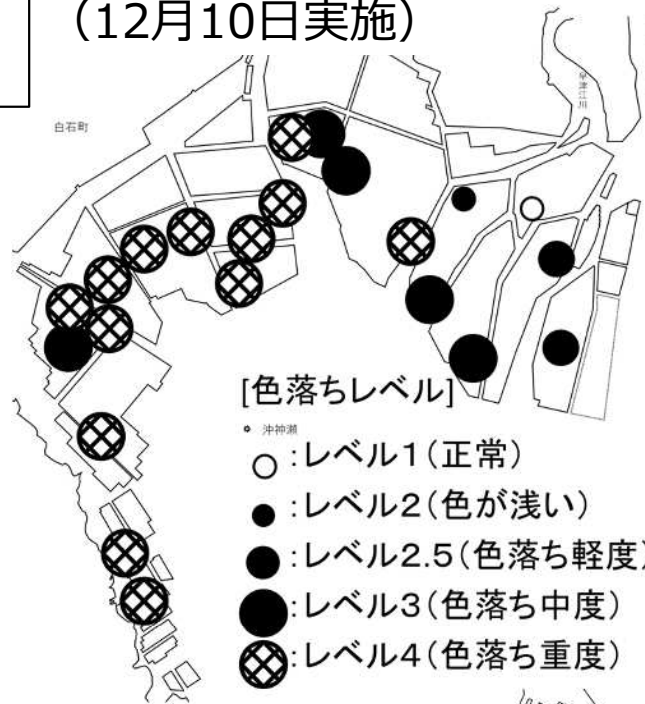 （12月10日実施）
早津江川
白石町
[色落ちレベル]
沖神瀬
:レベル1(正常)
:レベル2(色が浅い)
:レベル2.5(色落ち軽度)
:レベル3(色落ち中度)
:レベル4(色落ち重度)